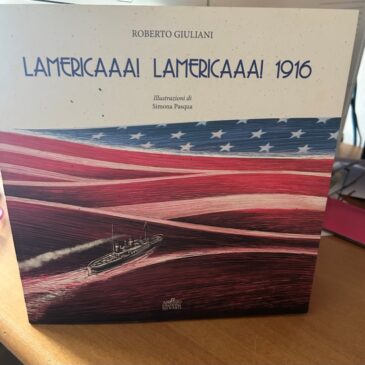 ROBERTO GIULIANI
LAMERICAAA! LAMERICAAA! 1916
Illustrazioni di
Simona Pasqua